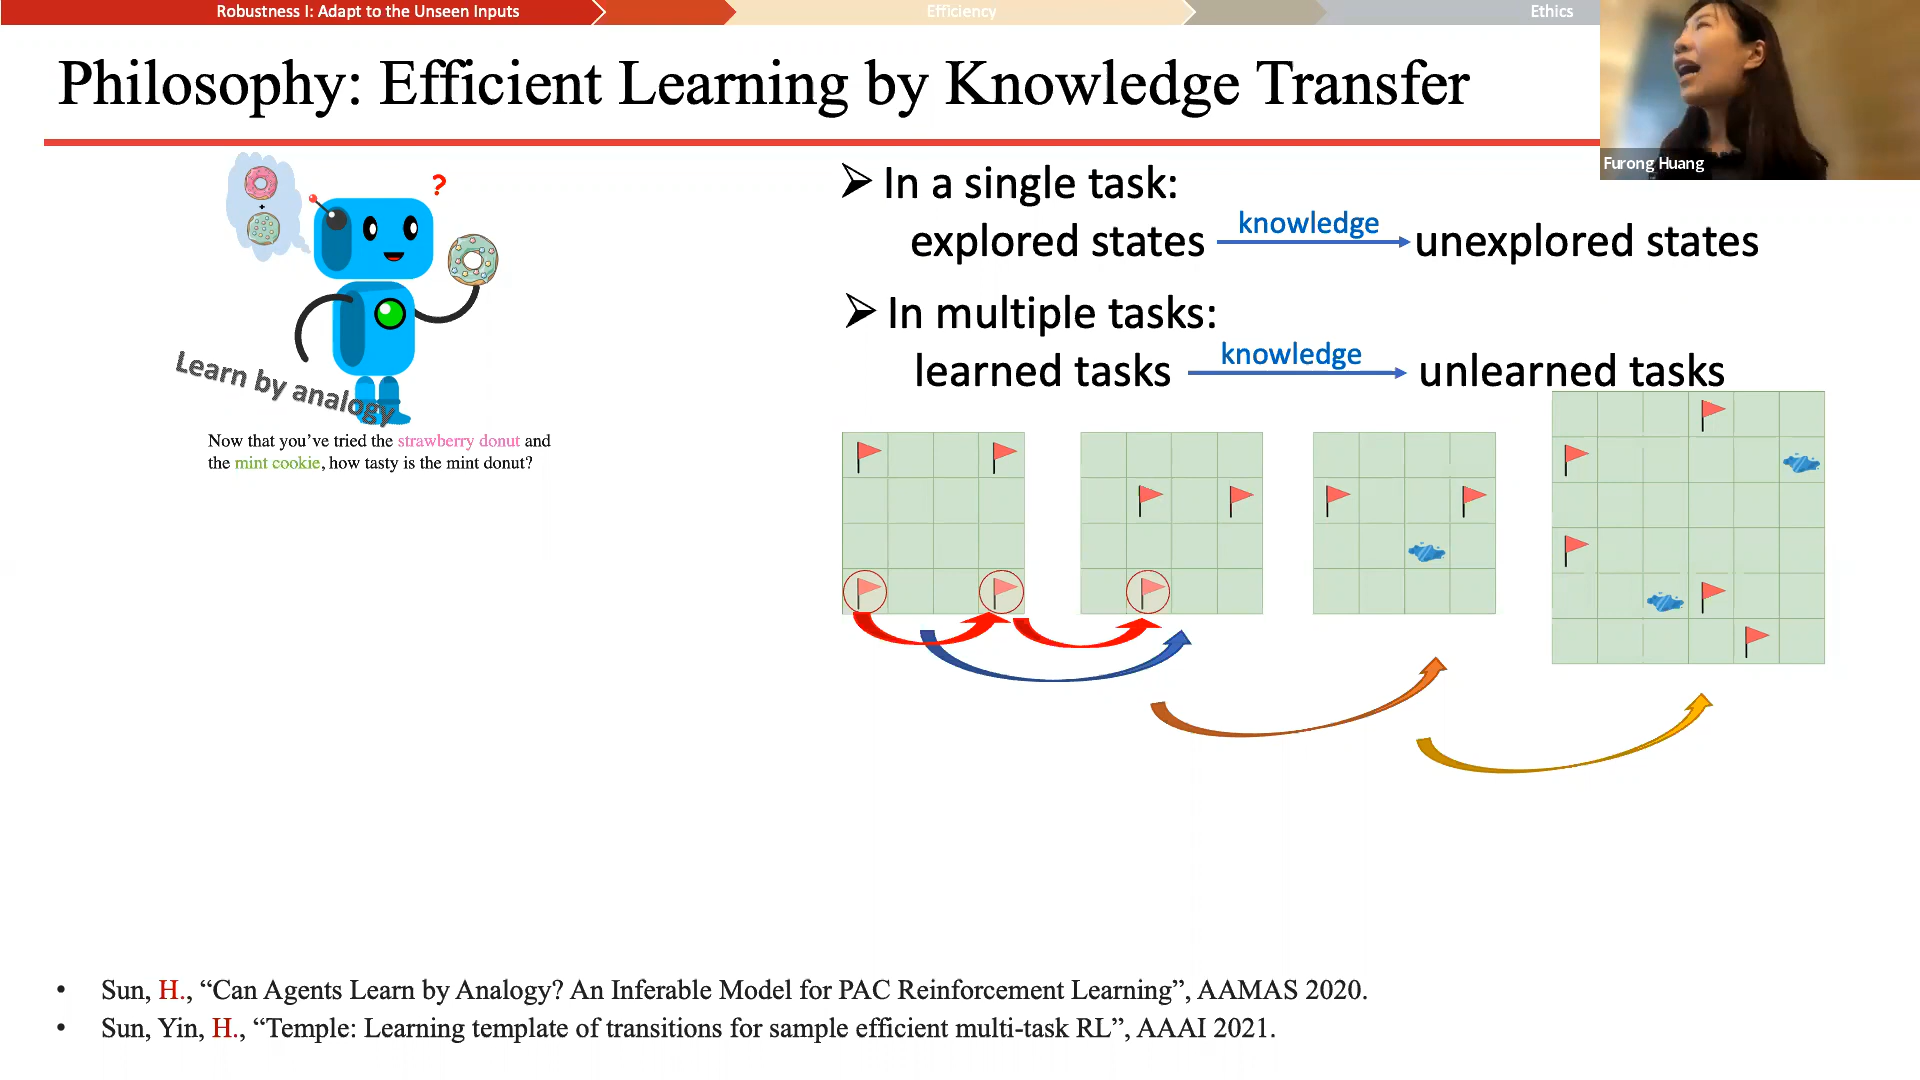 Robustness I: Adapt to the Unseen Inputs
Efficiency
Ethics
Philosophy: Efficient Learning by Knowledge Transfer
Furong Huang
?
+
Learn by analogy
Now that you've tried the strawberry donut and
the mint cookie, how tasty is the mint donut?
➢ In a single task:
knowledge
explored states unexplored states
➢ In multiple tasks:
knowledge
learned tasks unlearned tasks
• Sun, H., “Can Agents Learn by Analogy? An Inferable Model for PAC Reinforcement Learning”, AAMAS 2020.
• Sun, Yin, H., “Temple: Learning template of transitions for sample efficient multi-task RL”, AAAI 2021.